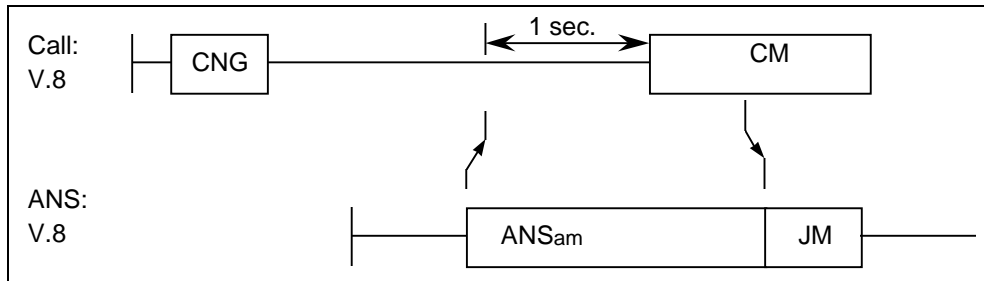 1 sec.
Call:
V.8
CNG
CM
ANS:
V.8
ANSam
JM